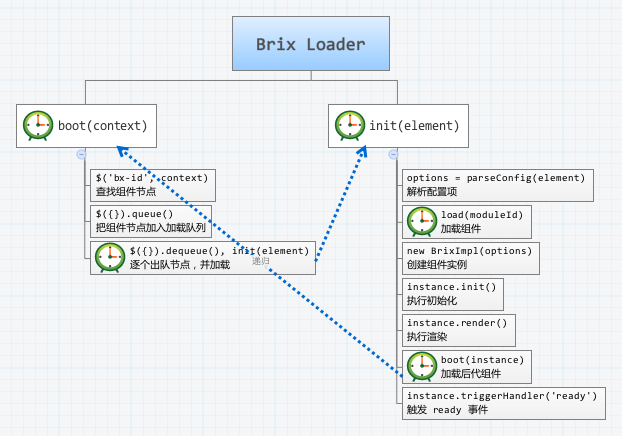 Brix Loader
boot(context)
$('bx-id', context)
查找组件节点
$({}).queue()
把组件节点加入加载队列
$({}).dequeue(), init(element)
逐个出队节点，并加载
递归
init(element)
options = parseConfig(element)
解析配置项
load(moduleId)
加载组件
new BrixImpl(options)
创建组件实例
instance.init()
执行初始化
instance.render()
执行渲染
boot(instance)
加载后代组件
instance.triggerHandler('ready')
触发 ready 事件